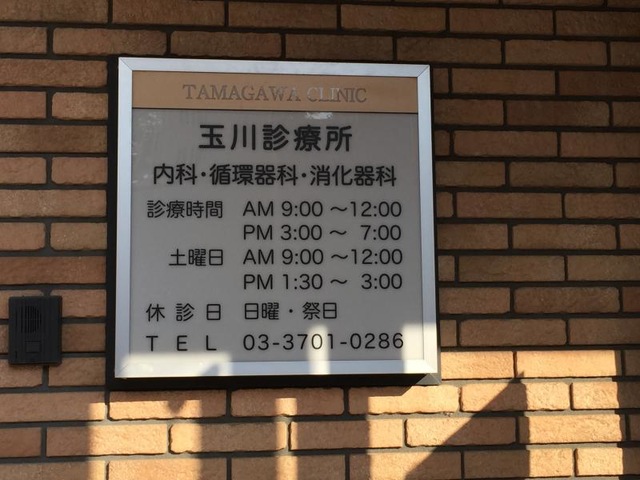 TAMAGAWA CLINIC
玉川診療所
内科・循環器科・消化器科
診療時間 AM 9:00 ～12:00
PM 3:00 ～ 7:00
土曜日 AM 9:00 ～12:00
PM 1:30 ～ 3:00
休診日 日曜・祭日
TEL 03-3701-0286